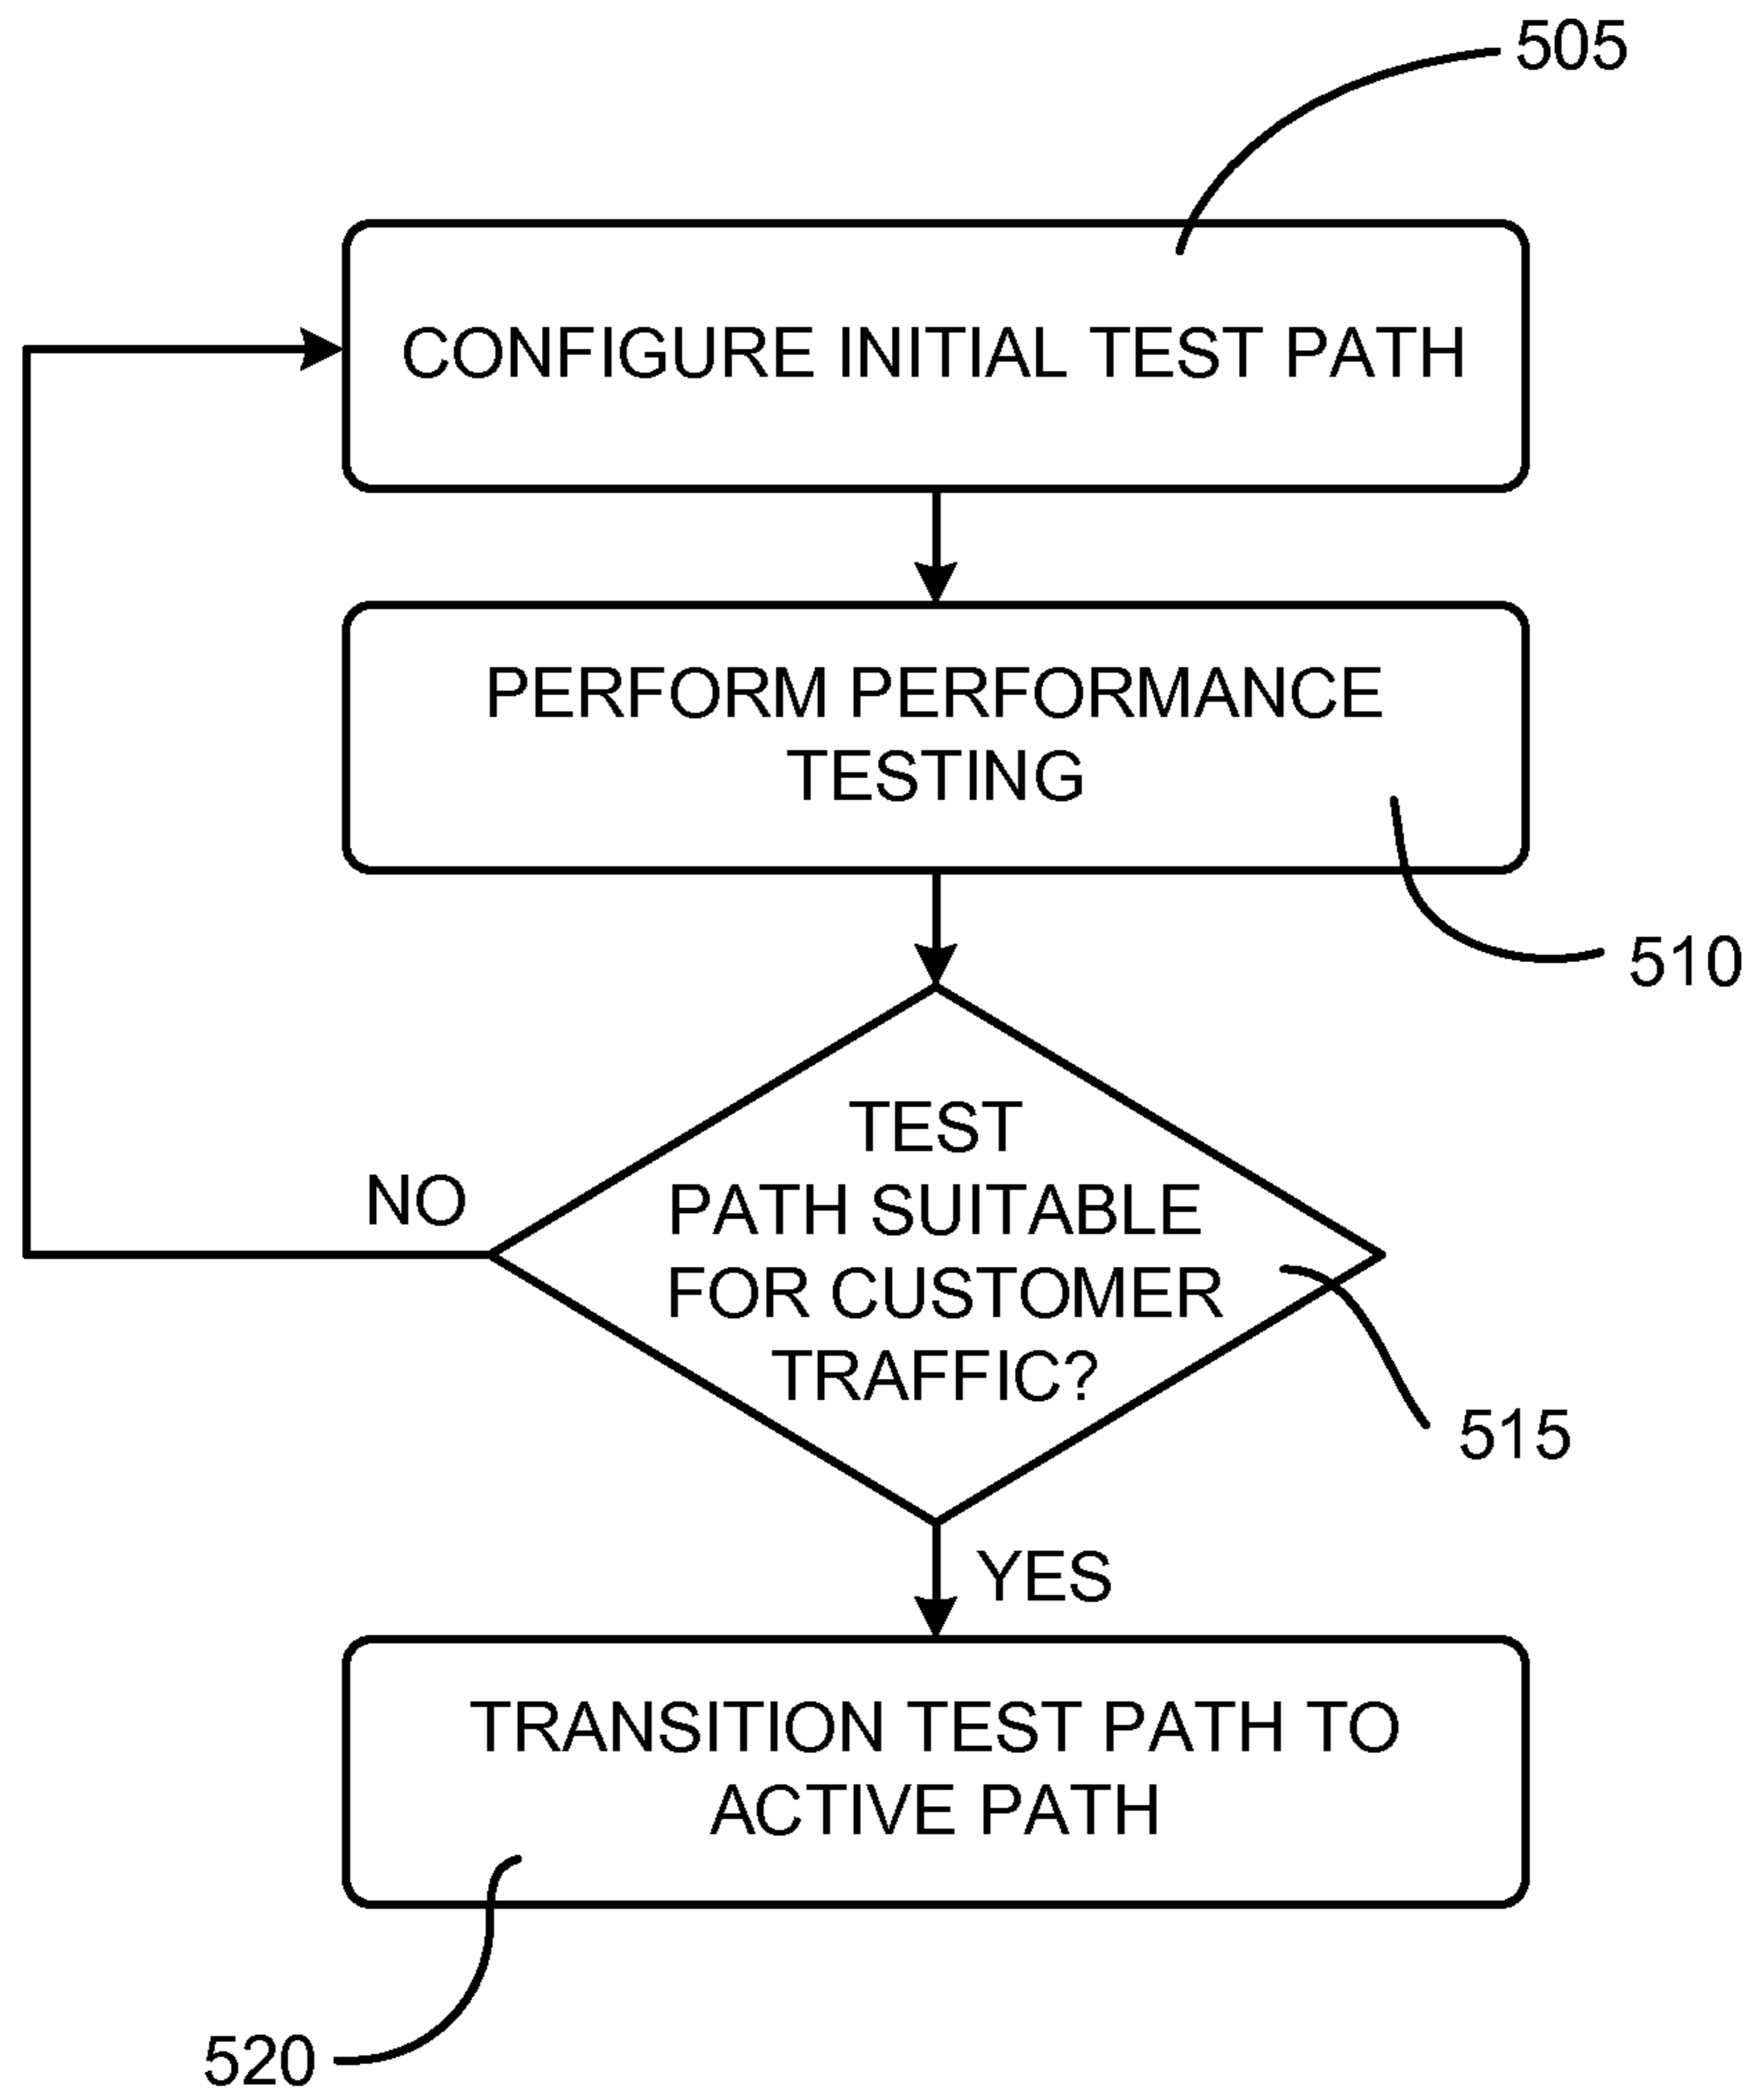 505
CONFIGURE INITIAL TEST PATH
PERFORM PERFORMANCE
TESTING
510
TEST
PATH SUITABLE
FOR CUSTOMER
TRAFFIC?
NO
515
YES
TRANSITION TEST PATH TO
ACTIVE PATH
520